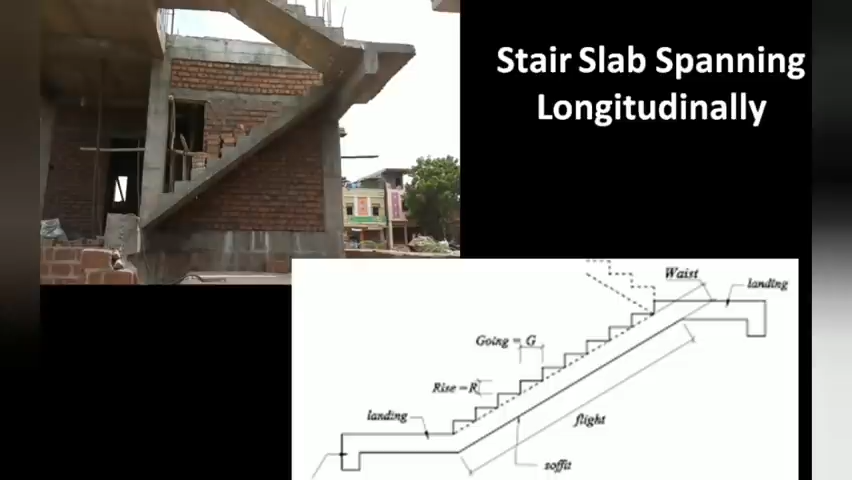 Stair Slab Spanning
Longitudinally
Waist
landing
Going = G
Rise = R
landing
flight
soffit